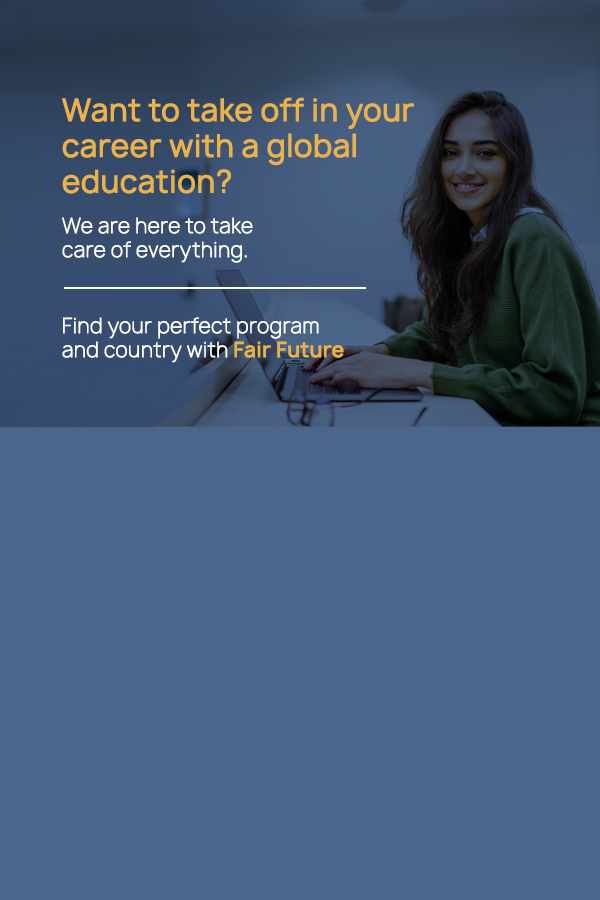 Want to take off in your
career with a global
education?
We are here to take
care of everything.
Find your perfect program
and country with Fair Future